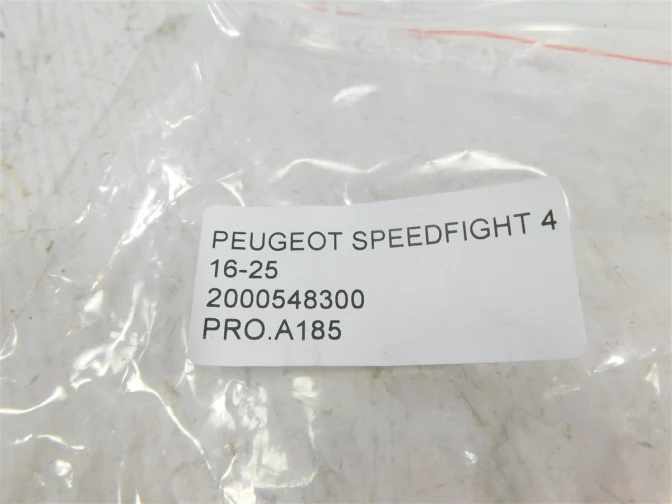 PEUGEOT SPEEDFIGHT 4
16-25
2000548300
PRO.A185